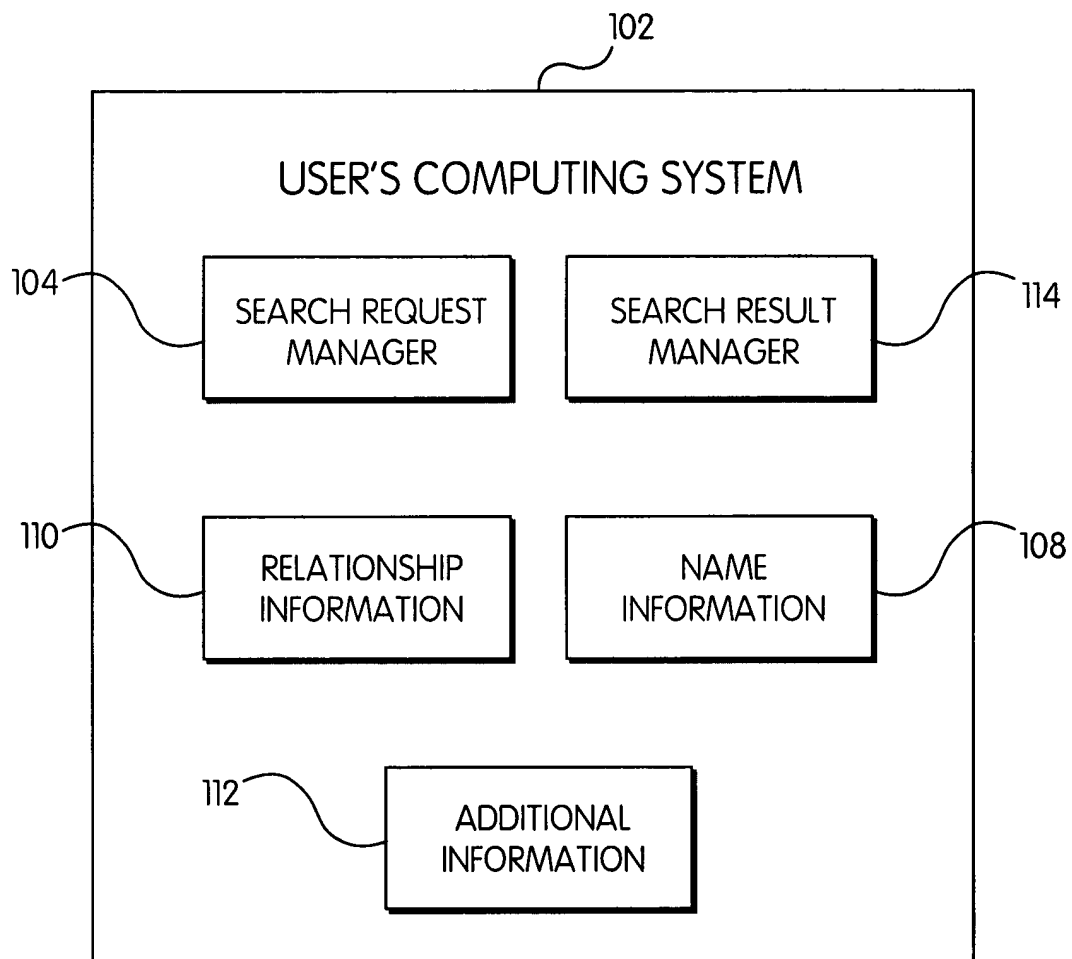 102
USER'S COMPUTING SYSTEM
104
SEARCH REQUEST
MANAGER
SEARCH RESULT
MANAGER
114
110
RELATIONSHIP
INFORMATION
NAME
INFORMATION
108
112
ADDITIONAL
INFORMATION